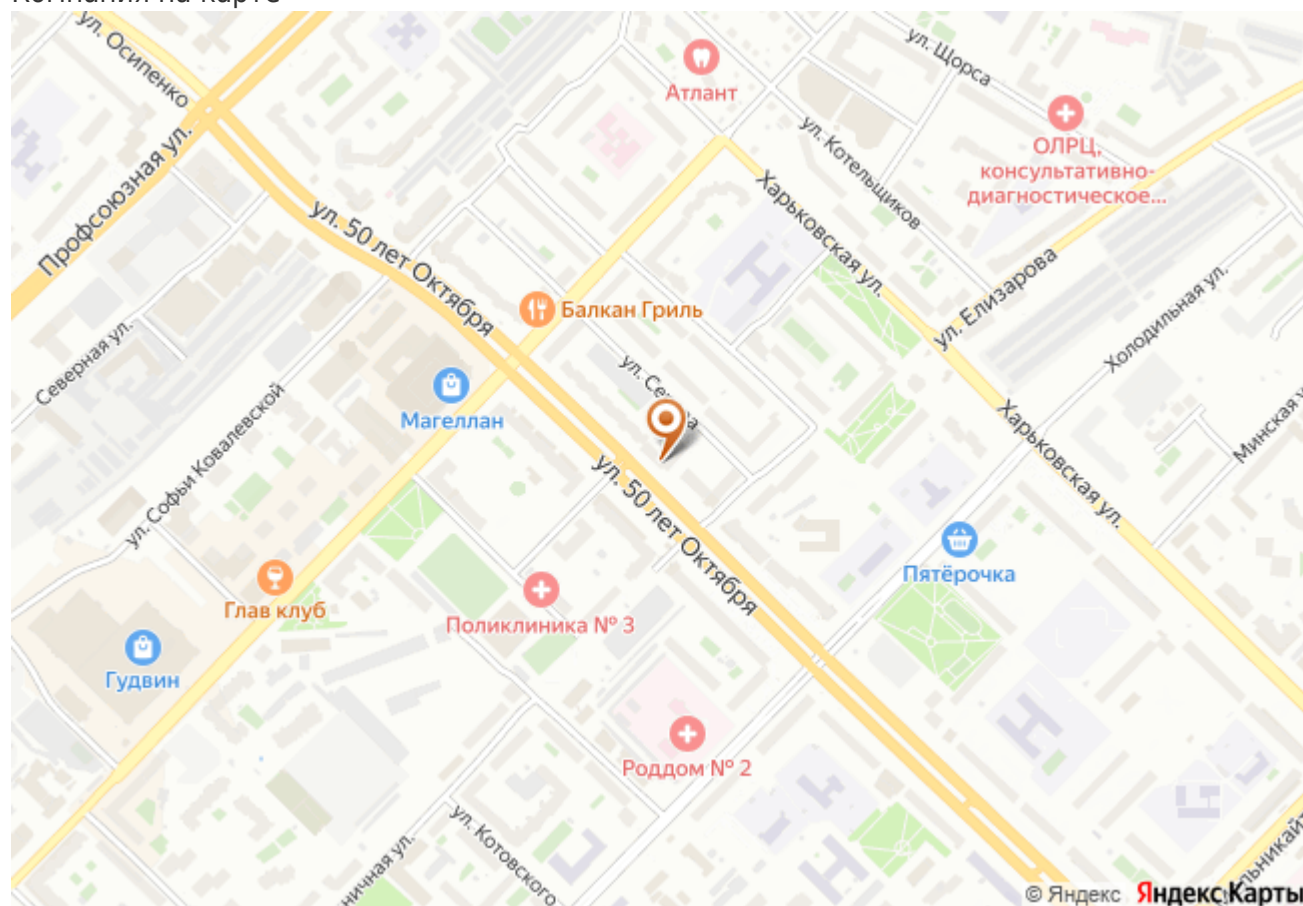 ул. Осипенко
Атлант
ул. Щорса
ОЛРЦ,
консультативно-
диагностическое...
ул. Котельщиков
Профсоюзная ул.
Харьковская ул.
ул. 50 лет Октября
ул. Елизарова
Холодильная ул.
Балкан Гриль
Северная ул.
Магеллан
ул. Софьи Ковалевской
Харьковская ул.
ул. 50 лет Октября
Пятёрочка
Глав клуб
Поликлиника № 3
Гудвин
Роддом № 2
ул. Котовского
© Яндекс Яндекс Карты